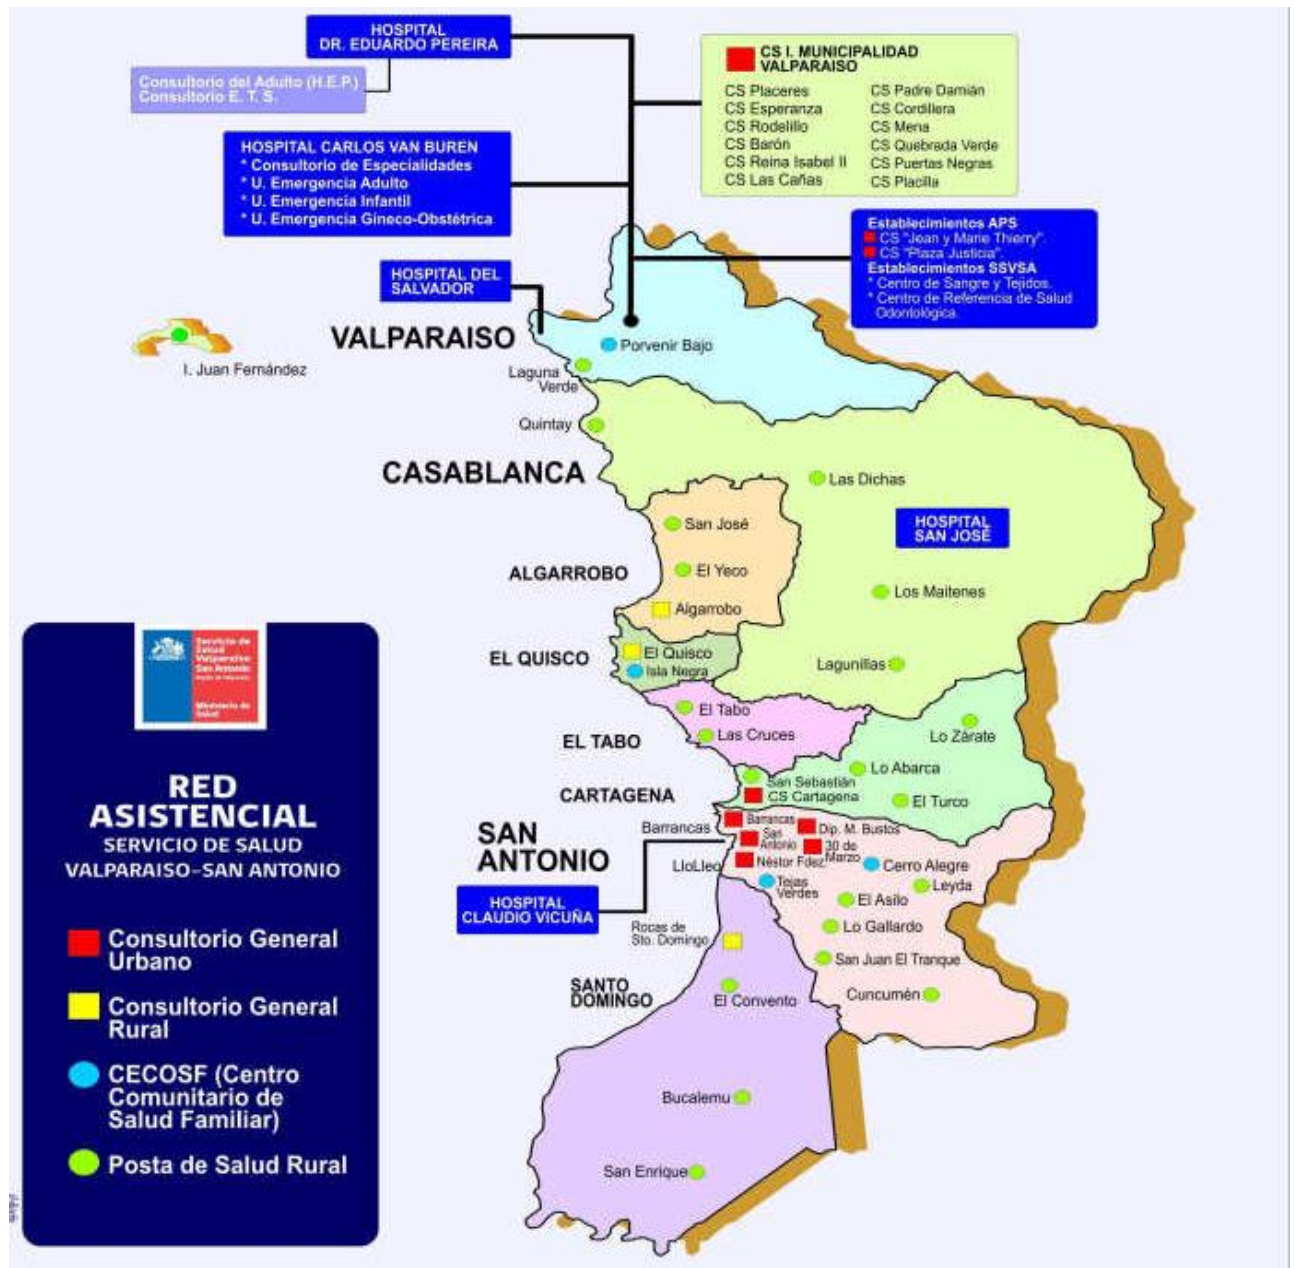 HOSPITAL
DR. EDUARDO PEREIRA
Consultorio del Adulto (H.E.P.)
Consultorio E. T. S.
HOSPITAL CARLOS VAN BUREN
* Consultorio de Especialidades
* U. Emergencia Adulto
* U. Emergencia Infantil
* U. Emergencia Gineco-Obstétrica
HOSPITAL DEL
SALVADOR
CS I. MUNICIPALIDAD
VALPARAISO
CS Placeres
CS Esperanza
CS Rodelillo
CS Barón
CS Reina Isabel II
CS Las Cañas
CS Padre Damián
CS Cordillera
CS Mena
CS Quebrada Verde
CS Puertas Negras
CS Placilla
Establecimientos APS
CS "Jean y Marie Thierry".
CS "Plaza Justicia".
Establecimientos SSVSA
* Centro de Sangre y Tejidos.
* Centro de Referencia de Salud
Odontológica.
VALPARAISO
Porvenir Bajo
I. Juan Fernández
Laguna
Verde
Quintay
CASABLANCA
Las Dichas
HOSPITAL
SAN JOSÉ
San José
El Yeco
ALGARROBO
Algarrobo
Los Maitenes
EL QUISCO
El Quisco
Isla Negra
Lagunillas
El Tabo
Las Cruces
EL TABO
Lo Zárate
Lo Abarca
San Sebastián
CS Cartagena
El Turco
CARTAGENA
SAN
ANTONIO
Barrancas
Barrancas
San
Antonio
Dip. M. Bustos
30 de
Marzo
LloLleo
Néstor Fdez.
Cerro Alegre
Tejas
Verdes
Leyda
El Asilo
HOSPITAL
CLAUDIO VICUÑA
Lo Gallardo
Rocas de
Sto. Domingo
San Juan El Tranque
SANTO
DOMINGO
El Convento
Cuncumén
Bucalemu
San Enrique
Servicio de
Salud
Valparaíso
San Antonio
Ministerio de
Salud
RED
ASISTENCIAL
SERVICIO DE SALUD
VALPARAISO-SAN ANTONIO
Consultorio General
Urbano
Consultorio General
Rural
CECOSF (Centro
Comunitario de
Salud Familiar)
Posta de Salud Rural